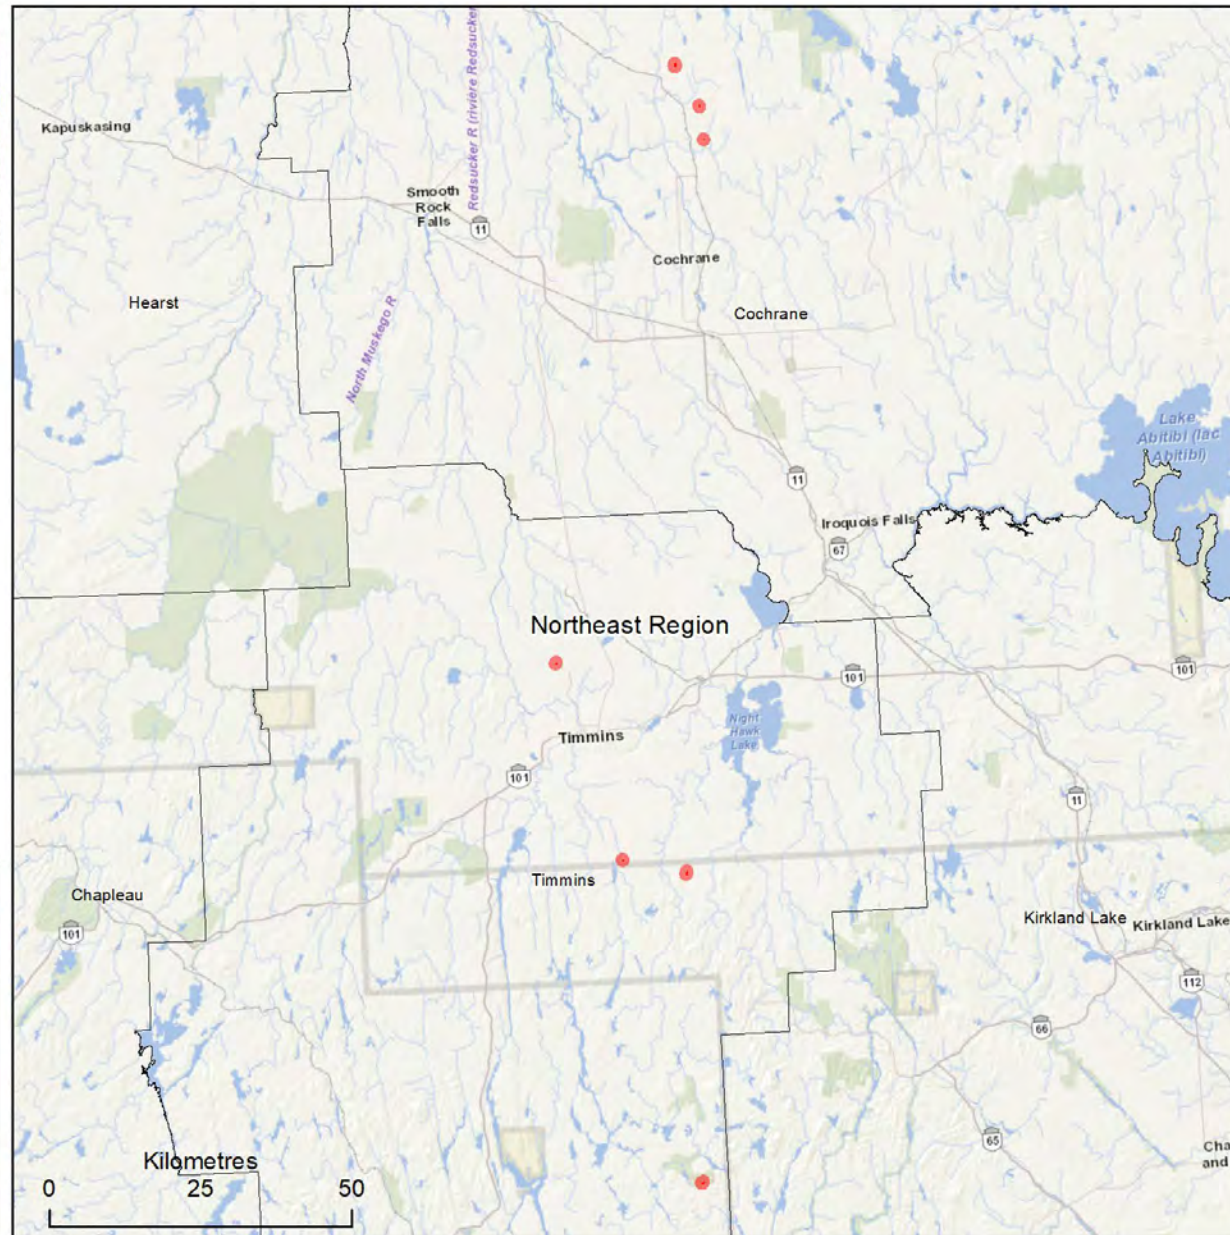 Redsucker R (rivière Redsucker
Kapuskasing
Smooth
Rock
Falls
11
Cochrane
Hearst
Cochrane
North Muskego R
Lake
Abitibi (lac
Abitibi)
11
Iroquois Falls
67
Northeast Region
101
101
Night
Hawk
Lake
Timmins
101
11
Timmins
Chapleau
101
Kirkland Lake
Kirkland Lake
112
66
65
Cha
and
Kilometres
0 25 50